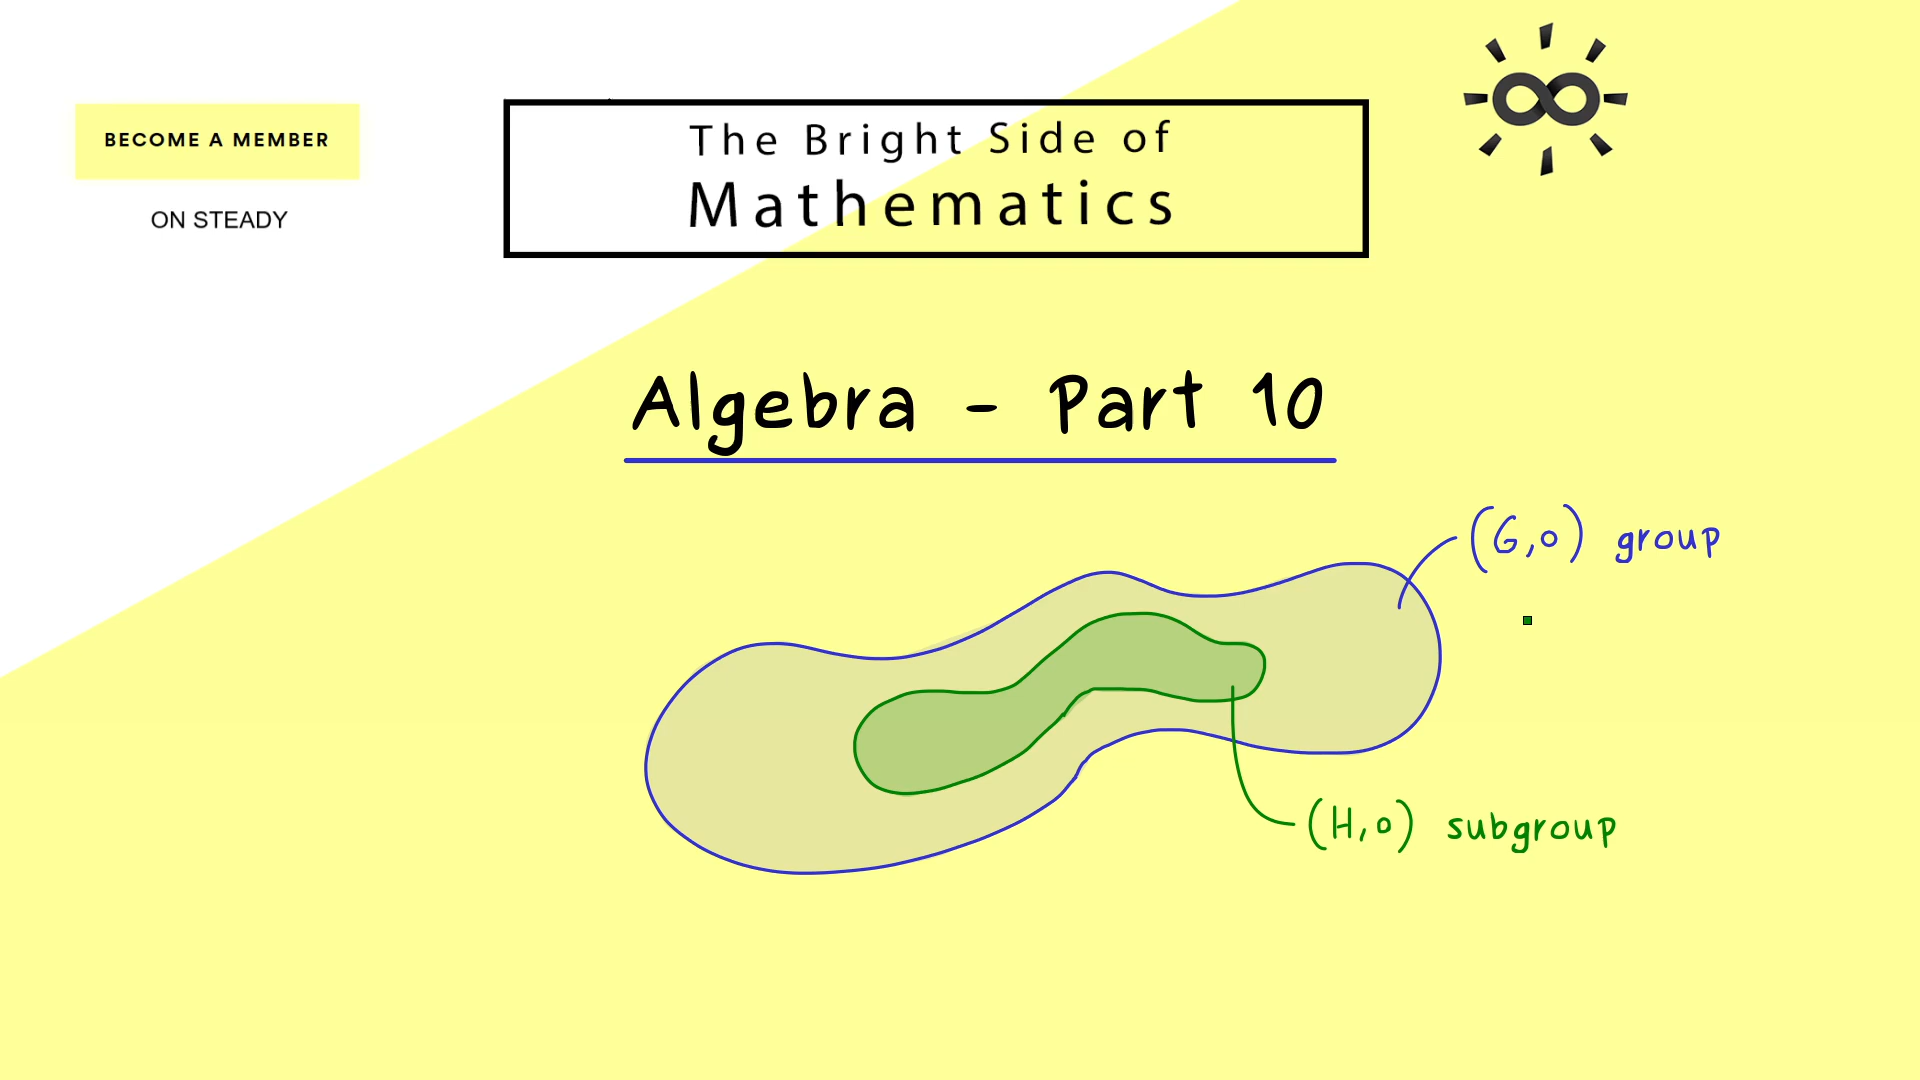 BECOME A MEMBER
ON STEADY
The Bright Side of
Mathematics
Algebra - Part 10
(G,∘) group
(H,∘) subgroup